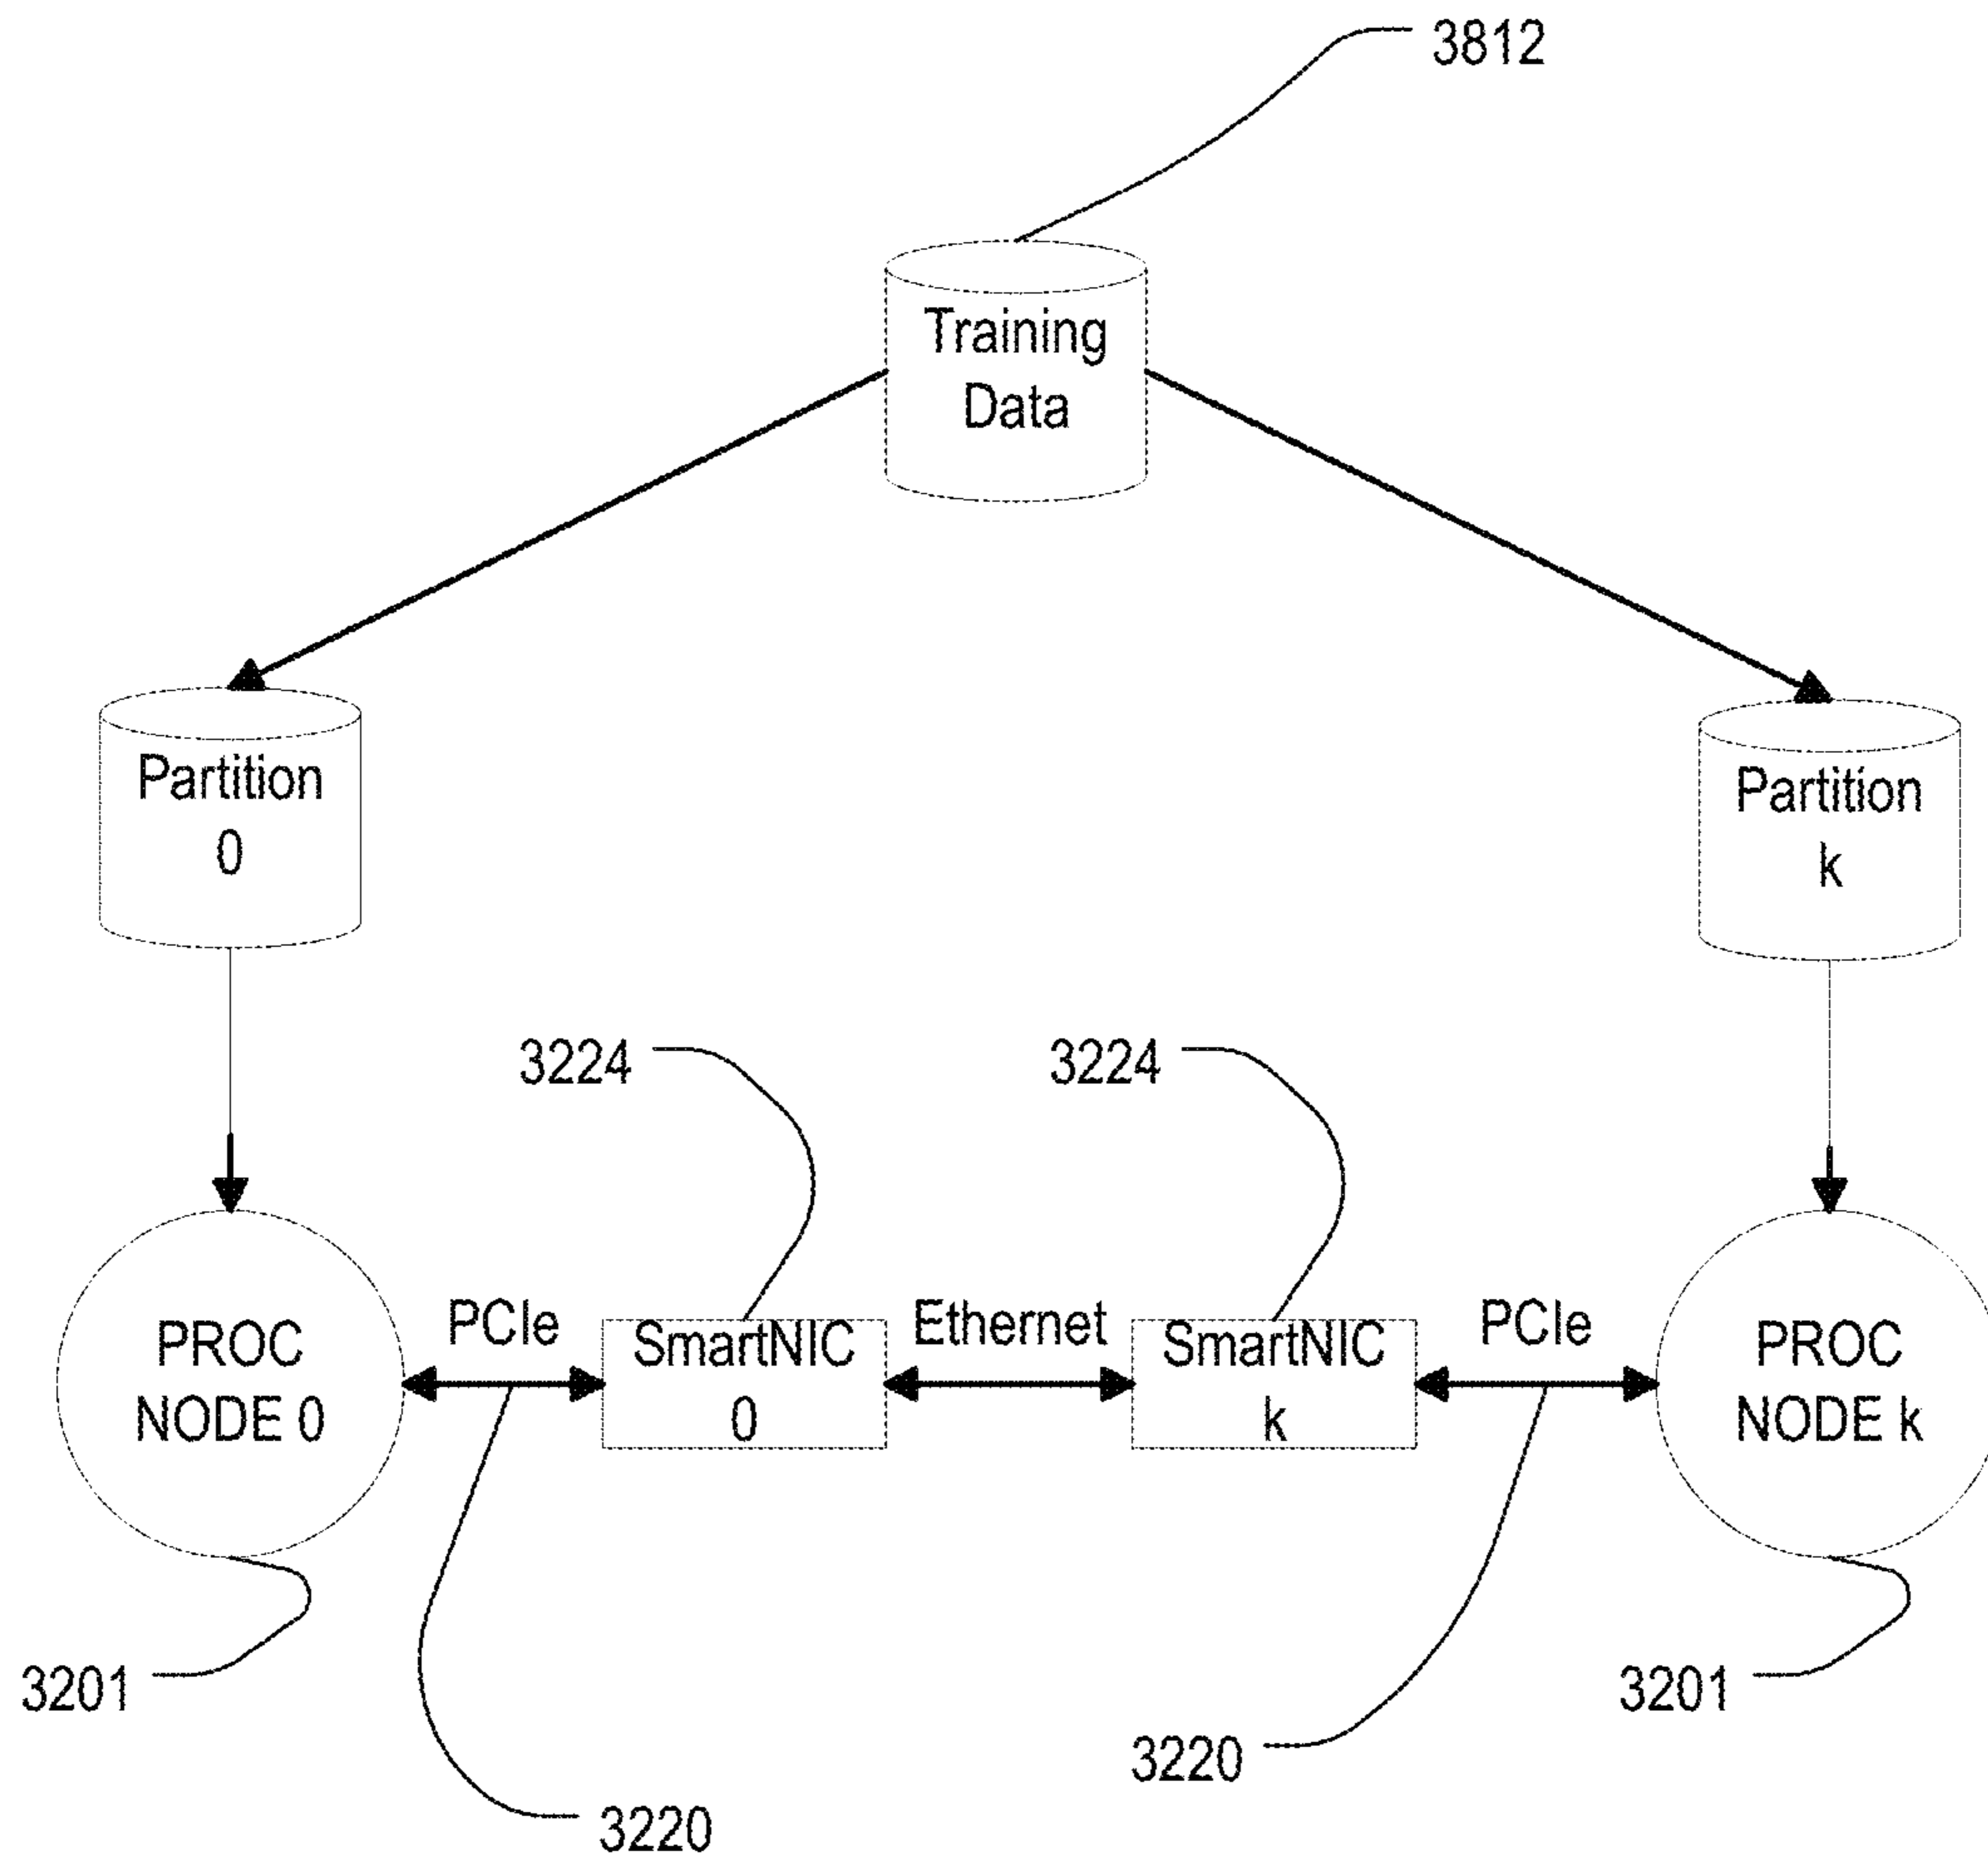 3812
Training
Data
Partition
0
Partition
k
3224
3224
PROC
NODE 0
PCIe
SmartNIC
0
Ethernet
SmartNIC
k
PCIe
PROC
NODE k
3201
3220
3220
3201